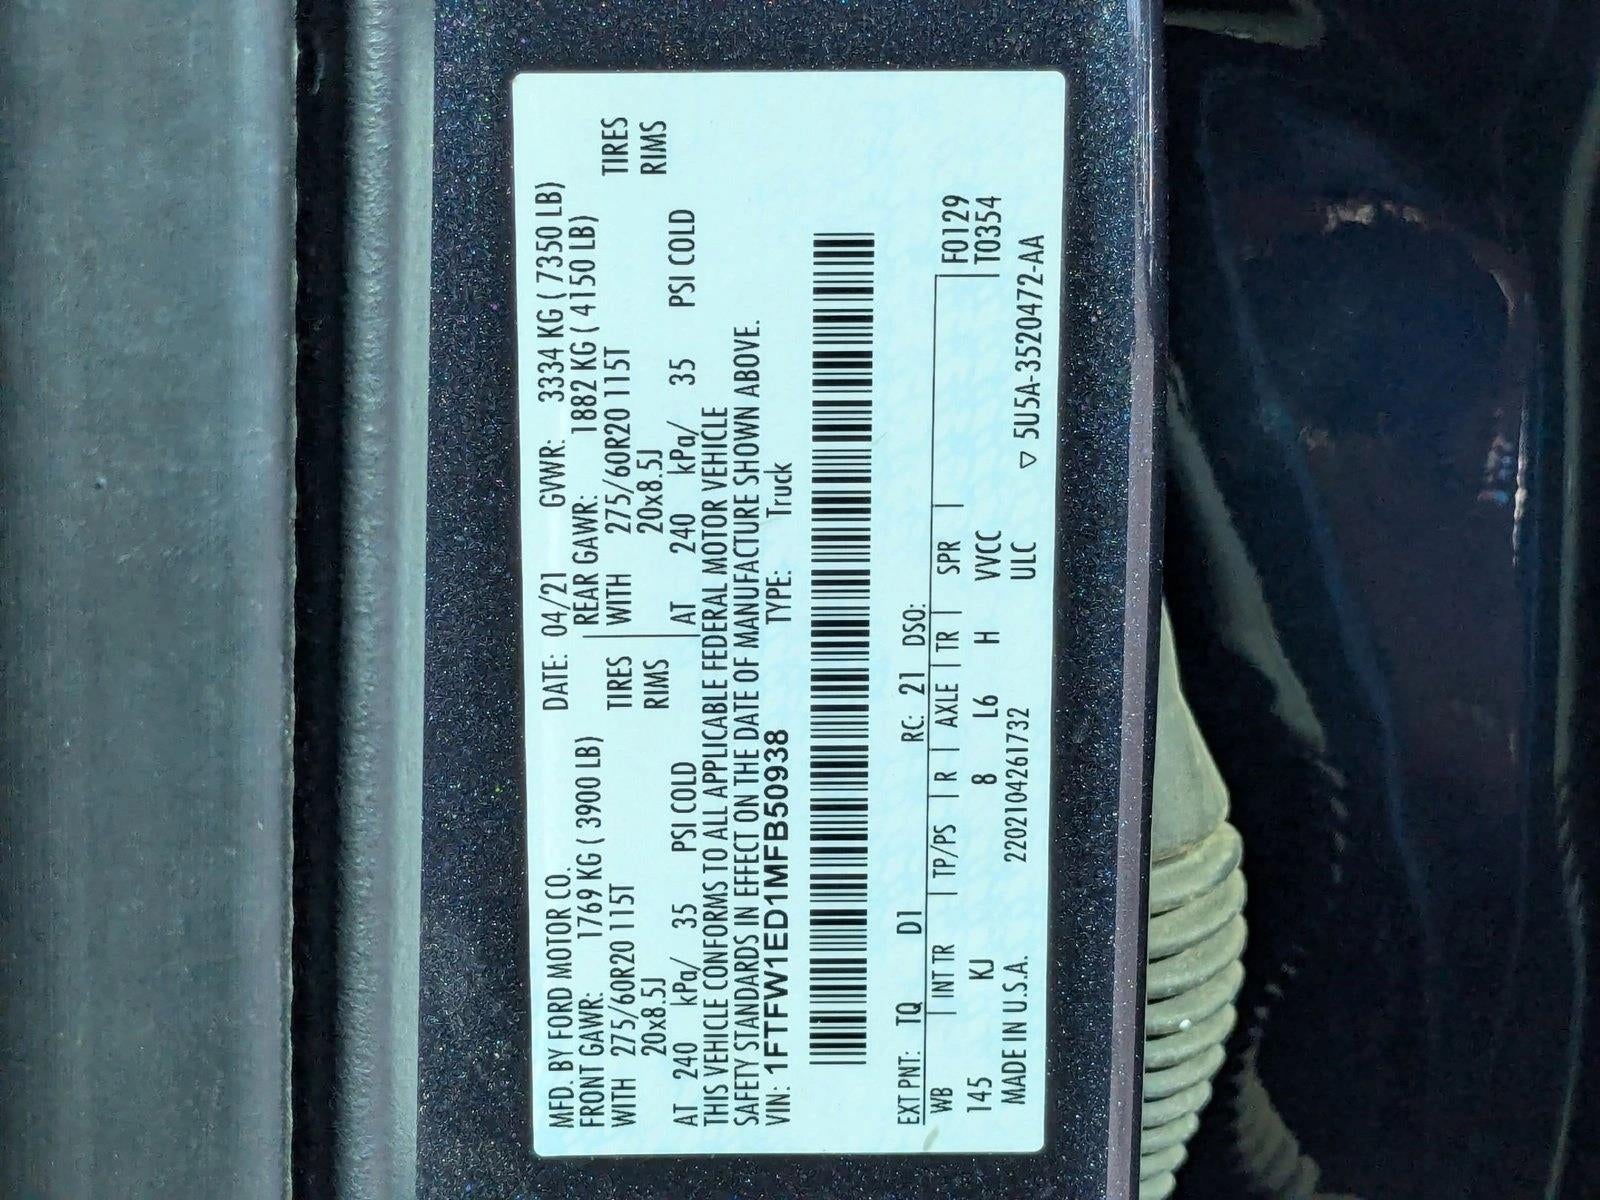 MFD. BY FORD MOTOR CO. DATE: 04/21 GVWR: 3334 KG ( 7350 LB)
FRONT GAWR: 1769 KG ( 3900 LB) REAR GAWR: 1882 KG ( 4150 LB)
WITH 275/60R20 115T TIRES WITH 275/60R20 115T TIRES
20x8.5J RIMS 20x8.5J RIMS
AT 240 kPa/ 35 PSI COLD AT 240 kPa/ 35 PSI COLD
THIS VEHICLE CONFORMS TO ALL APPLICABLE FEDERAL MOTOR VEHICLE
SAFETY STANDARDS IN EFFECT ON THE DATE OF MANUFACTURE SHOWN ABOVE.
VIN: 1FTFW1ED1MFB50938 TYPE: Truck
EXT PNT: TQ D1 RC: 21 DSO:
WB | INT TR | TP/PS | R | AXLE | TR | SPR | F0129
145 KJ 8 L6 H VVCC T0354
MADE IN U.S.A. 2202104261732 ULC ▽ 5U5A-3520472-AA